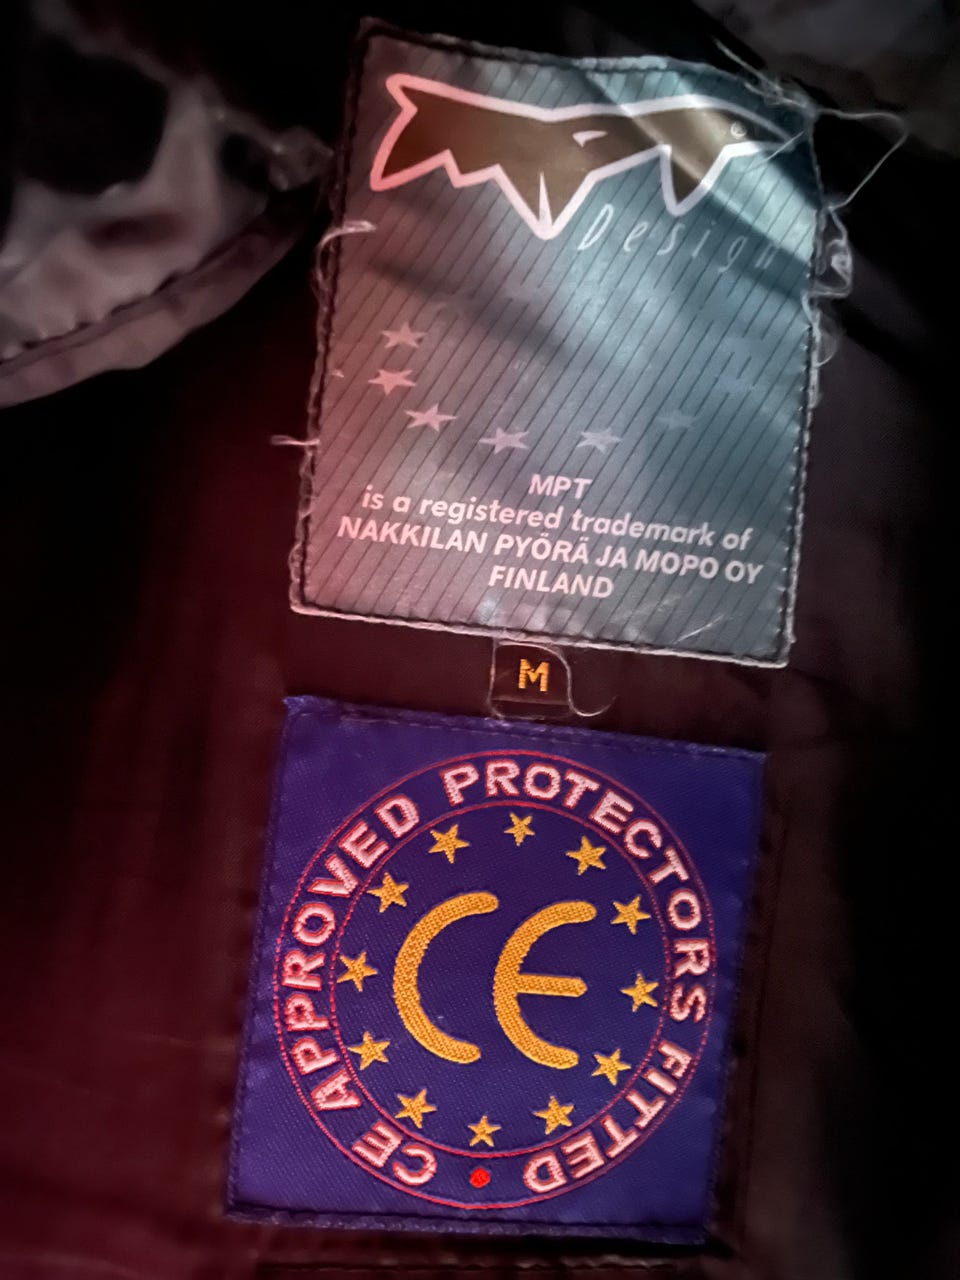 ®
Design
MPT
is a registered trademark of
NAKKILAN PYÖRÄ JA MOPO OY
FINLAND
M
CE APPROVED PROTECTORS FITTED •
CE